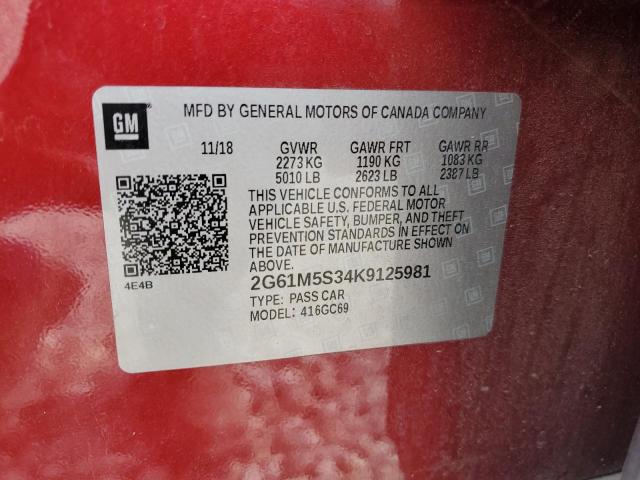 GM
MFD BY GENERAL MOTORS OF CANADA COMPANY
11/18 GVWR GAWR FRT GAWR RR
2273 KG 1190 KG 1083 KG
5010 LB 2623 LB 2387 LB
THIS VEHICLE CONFORMS TO ALL
APPLICABLE U.S. FEDERAL MOTOR
VEHICLE SAFETY, BUMPER, AND THEFT
PREVENTION STANDARDS IN EFFECT ON
THE DATE OF MANUFACTURE SHOWN
ABOVE.
4E4B
2G61M5S34K9125981
TYPE: PASS CAR
MODEL: 416GC69